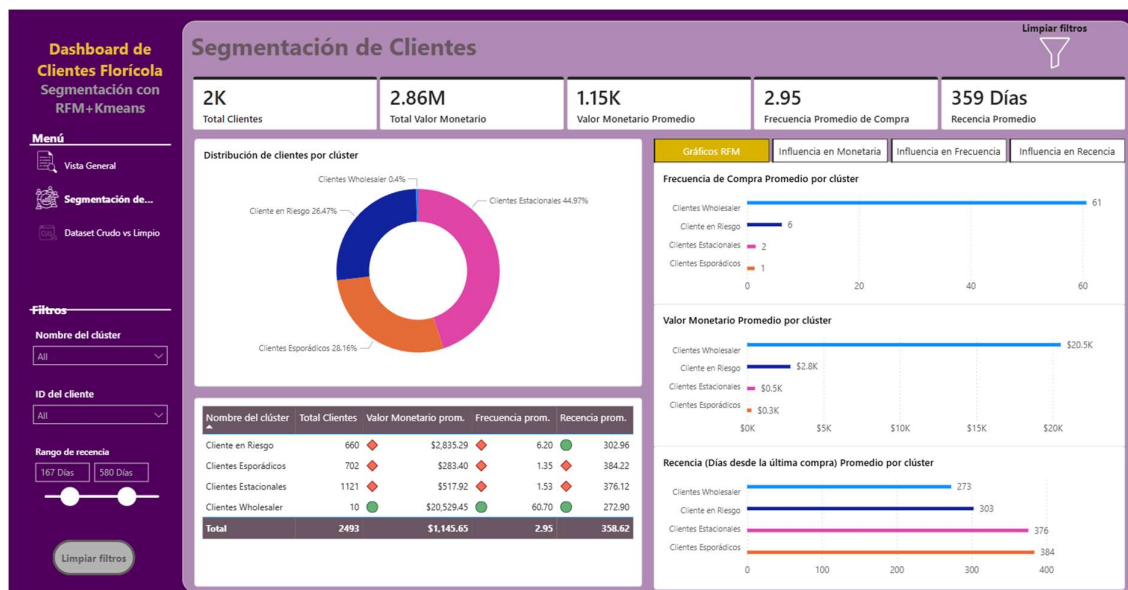 Dashboard de
Clientes Florícola
Segmentación con
RFM+Kmeans
Menú
Vista General
Segmentación de...
Dataset Crudo vs Limpio
Filtros
Nombre del clúster
All
ID del cliente
All
Rango de recencia
167 Días 580 Días
Limpiar filtros
Segmentación de Clientes
Limpiar filtros
2K
Total Clientes
2.86M
Total Valor Monetario
1.15K
Valor Monetario Promedio
2.95
Frecuencia Promedio de Compra
359 Días
Recencia Promedio
Distribución de clientes por clúster
Clientes Wholesaler 0.4%
Cliente en Riesgo 26.47%
Clientes Estacionales 44.97%
Clientes Esporádicos 28.16%
Nombre del clúster Total Clientes Valor Monetario prom. Frecuencia prom. Recencia prom.
Cliente en Riesgo 660 $2,835.29 6.20 302.96
Clientes Esporádicos 702 $283.40 1.35 384.22
Clientes Estacionales 1121 $517.92 1.53 376.12
Clientes Wholesaler 10 $20,529.45 60.70 272.90
Total 2493 $1,145.65 2.95 358.62
Gráficos RFM Influencia en Monetaria Influencia en Frecuencia Influencia en Recencia
Frecuencia de Compra Promedio por clúster
Clientes Wholesaler 61
Cliente en Riesgo 6
Clientes Estacionales 2
Clientes Esporádicos 1
0 20 40 60
Valor Monetario Promedio por clúster
Clientes Wholesaler $20.5K
Cliente en Riesgo $2.8K
Clientes Estacionales $0.5K
Clientes Esporádicos $0.3K
$0K $5K $10K $15K $20K
Recencia (Días desde la última compra) Promedio por clúster
Clientes Wholesaler 273
Cliente en Riesgo 303
Clientes Estacionales 376
Clientes Esporádicos 384
0 100 200 300 400